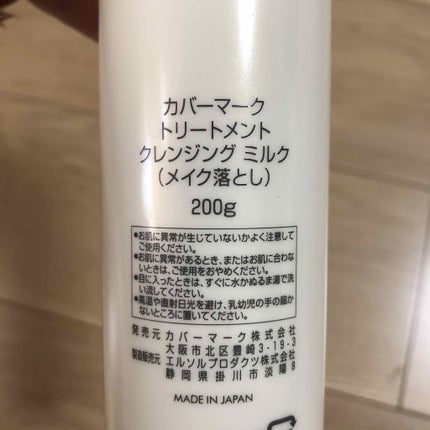 カバーマーク
トリートメント
クレンジング ミルク
(メイク落とし)
200g
●お肌に異常が生じていないかよく注意して
ご使用ください。
●お肌に異常があるとき、またはお肌に合わな
いときは、ご使用をおやめください。
●目に入ったときは、すぐに水かぬるま湯で洗
い流してください。
●高温や直射日光を避け、乳幼児の手の届か
ないところに置いてください。
発売元 カバーマーク株式会社
大阪市北区豊崎3-19-3
製造販売元 エルソルプロダクツ株式会社
静岡県掛川市淡陽8
MADE IN JAPAN